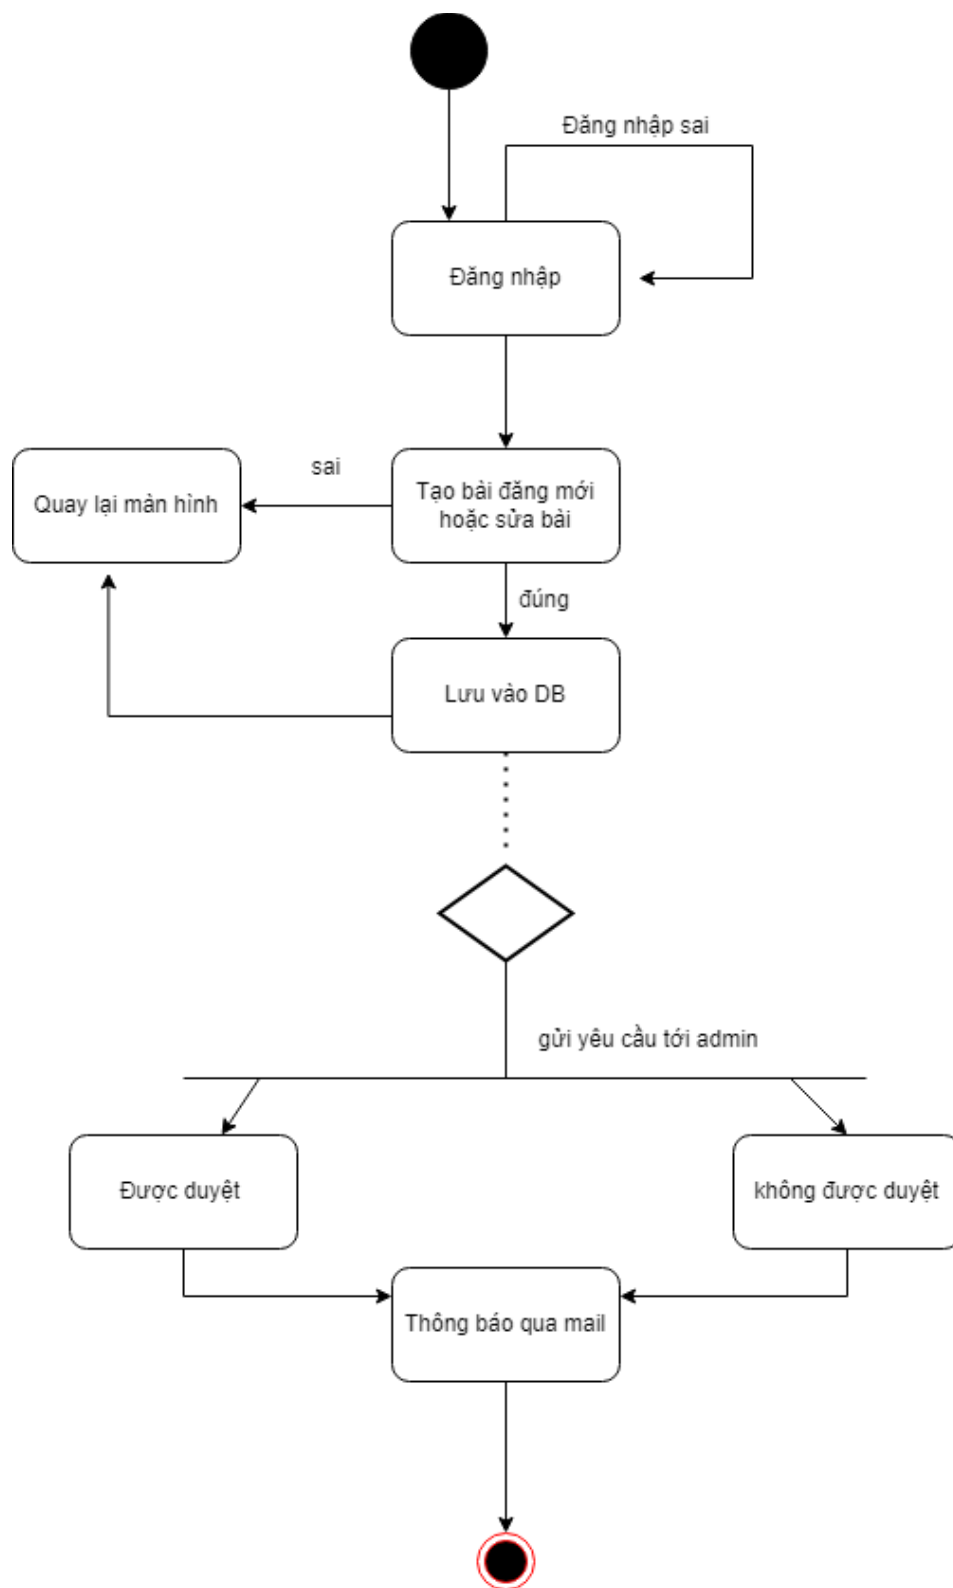 Đăng nhập sai
Đăng nhập
sai
Quay lại màn hình
Tạo bài đăng mới
hoặc sửa bài
đúng
Lưu vào DB
gửi yêu cầu tới admin
Được duyệt
không được duyệt
Thông báo qua mail